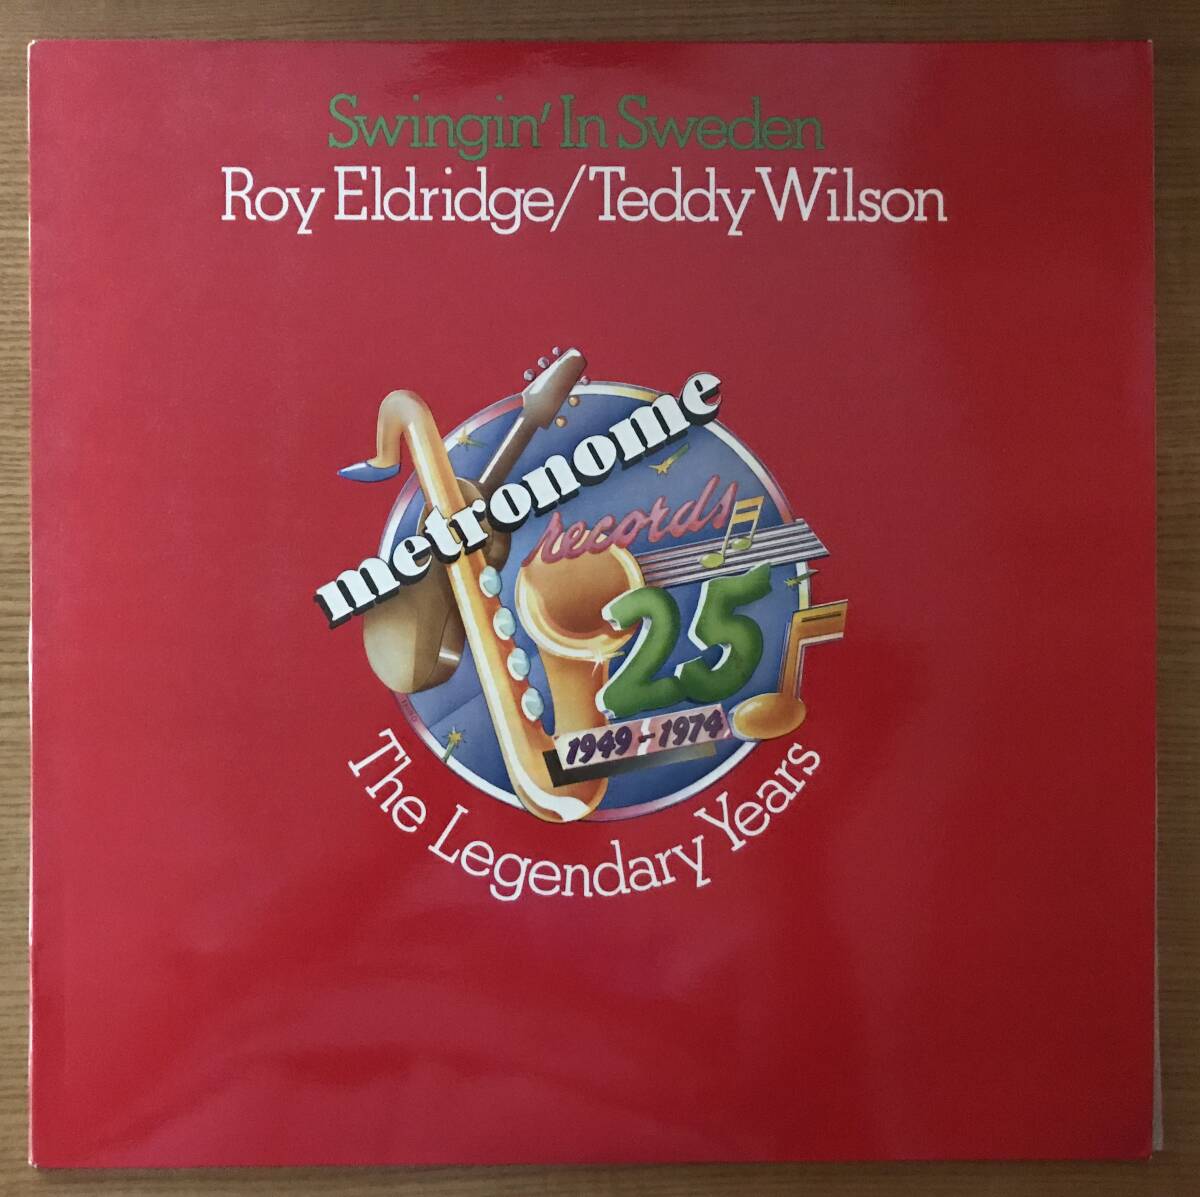 Swingin' In Sweden
Roy Eldridge/Teddy Wilson
metronome
records
25
1949-1974
The Legendary Years